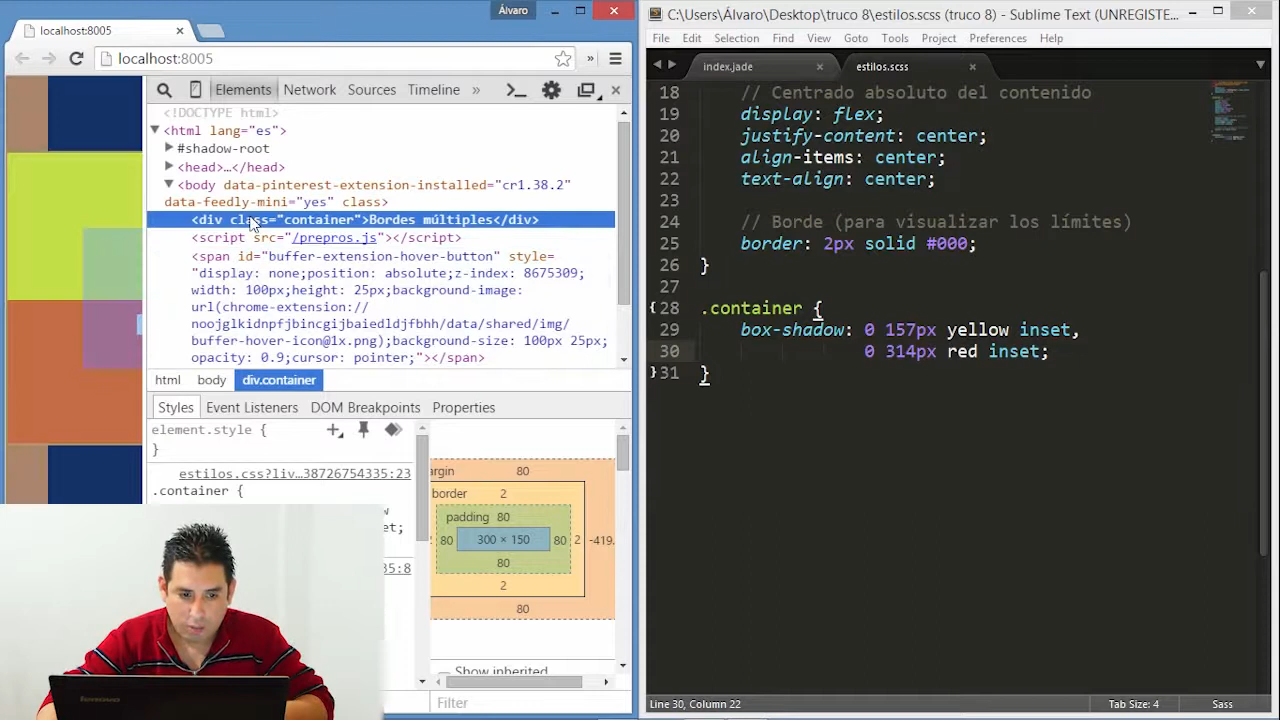 Álvaro
localhost:8005
localhost:8005
»
Elements Network Sources Timeline »
<!DOCTYPE html>
<html lang="es">
#shadow-root
<head>…</head>
<body data-pinterest-extension-installed="cr1.38.2"
data-feedly-mini="yes" class>
<div class="container">Bordes múltiples</div>
<script src="/prepros.js"></script>
<span id="buffer-extension-hover-button" style=
"display: none;position: absolute;z-index: 8675309;
width: 100px;height: 25px;background-image:
url(chrome-extension://
noojglkidnpfjbincgijbaiedldjfbhh/data/shared/img/
buffer-hover-icon@1x.png);background-size: 100px 25px;
opacity: 0.9;cursor: pointer;"></span>
html body div.container
Styles Event Listeners DOM Breakpoints Properties
element.style {
}
estilos.css?liv…38726754335:23
.container {
et;
35:8
argin 80
border 2
padding 80
80 300 × 150 80 2 -419.
80
2
80
Show inherited
Filter
C:\Users\Álvaro\Desktop\truco 8\estilos.scss (truco 8) - Sublime Text (UNREGISTE...
File Edit Selection Find View Goto Tools Project Preferences Help
index.jade estilos.scss
18 // Centrado absoluto del contenido
19 display: flex;
20 justify-content: center;
21 align-items: center;
22 text-align: center;
23
24 // Borde (para visualizar los límites)
25 border: 2px solid #000;
26 }
27
28 .container {
29 box-shadow: 0 157px yellow inset,
30 0 314px red inset;
31 }
Line 30, Column 22 Tab Size: 4 Sass
lenovo